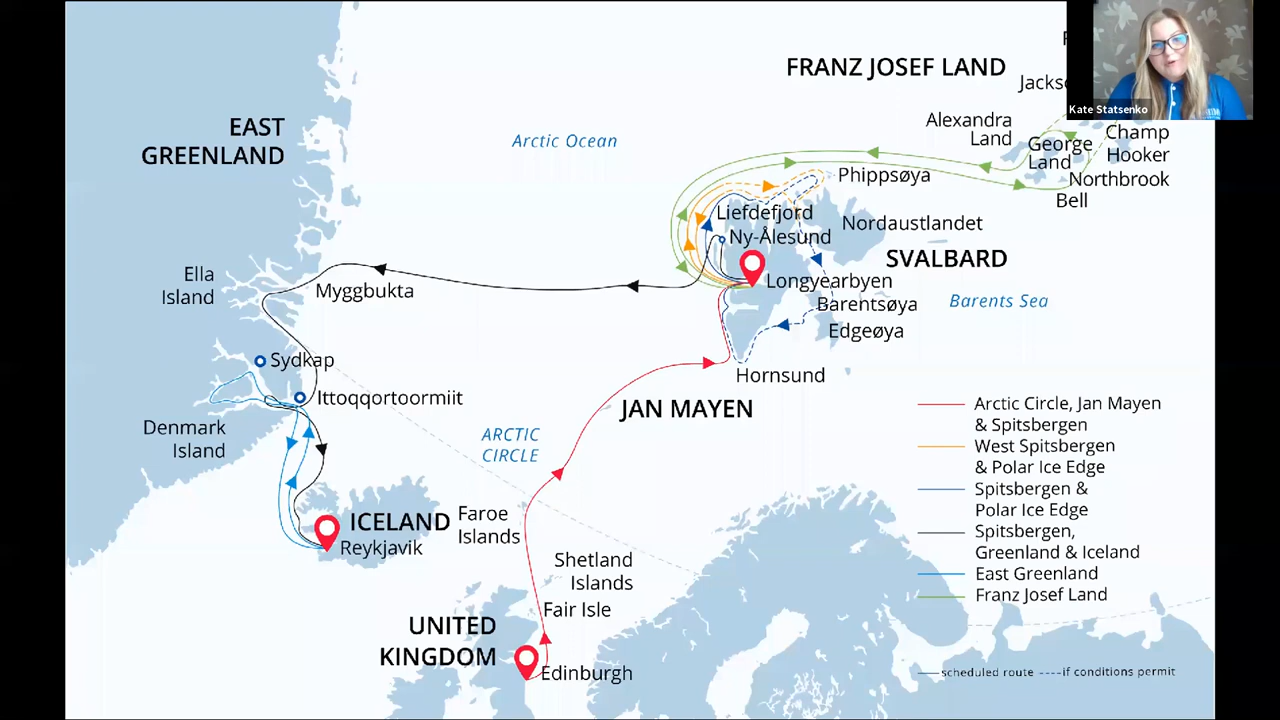 FRANZ JOSEF LAND
Kate Statsenko
EAST
GREENLAND
Arctic Ocean
Alexandra
Land
George
Land
Champ
Hooker
Northbrook
Bell
Phippsøya
Liefdefjord
Nordaustlandet
Ny-Ålesund
SVALBARD
Longyearbyen
Barents Sea
Barentsøya
Edgeøya
Hornsund
Ella
Island
Myggbukta
Sydkap
Ittoqqortoormiit
Denmark
Island
JAN MAYEN
ARCTIC
CIRCLE
ICELAND
Reykjavik
Faroe
Islands
Shetland
Islands
Fair Isle
UNITED
KINGDOM
Edinburgh
Arctic Circle, Jan Mayen
& Spitsbergen
West Spitsbergen
& Polar Ice Edge
Spitsbergen &
Polar Ice Edge
Spitsbergen,
Greenland & Iceland
East Greenland
Franz Josef Land
scheduled route
if conditions permit